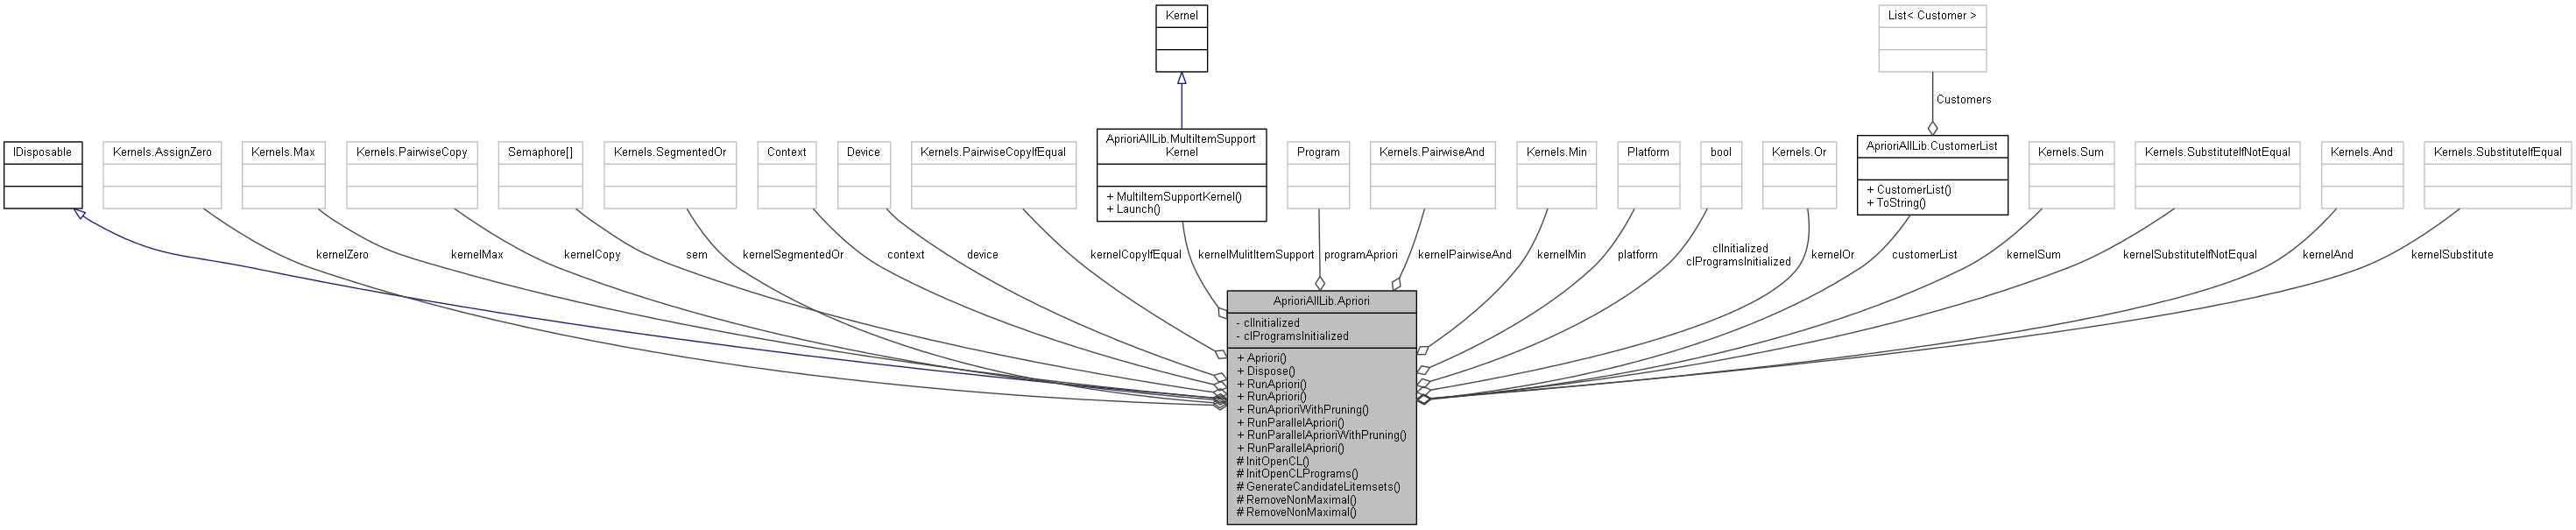 Kernel
List< Customer >
Customers
IDisposable
Kernels.AssignZero
Kernels.Max
Kernels.PairwiseCopy
Semaphore[]
Kernels.SegmentedOr
Context
Device
Kernels.PairwiseCopyIfEqual
AprioriAllLib.MultiItemSupport
Kernel
+ MultiItemSupportKernel()
+ Launch()
Program
Kernels.PairwiseAnd
Kernels.Min
Platform
bool
Kernels.Or
AprioriAllLib.CustomerList
+ CustomerList()
+ ToString()
Kernels.Sum
Kernels.SubstituteIfNotEqual
Kernels.And
Kernels.SubstituteIfEqual
kernelZero
kernelMax
kernelCopy
sem
kernelSegmentedOr
context
device
kernelCopyIfEqual
kernelMulitItemSupport
programApriori
kernelPairwiseAnd
kernelMin
platform
clInitialized
clProgramsInitialized
kernelOr
customerList
kernelSum
kernelSubstituteIfNotEqual
kernelAnd
kernelSubstitute
AprioriAllLib.Apriori
- clInitialized
- clProgramsInitialized
+ Apriori()
+ Dispose()
+ RunApriori()
+ RunApriori()
+ RunAprioriWithPruning()
+ RunParallelApriori()
+ RunParallelAprioriWithPruning()
+ RunParallelApriori()
# InitOpenCL()
# InitOpenCLPrograms()
# GenerateCandidateLitemsets()
# RemoveNonMaximal()
# RemoveNonMaximal()